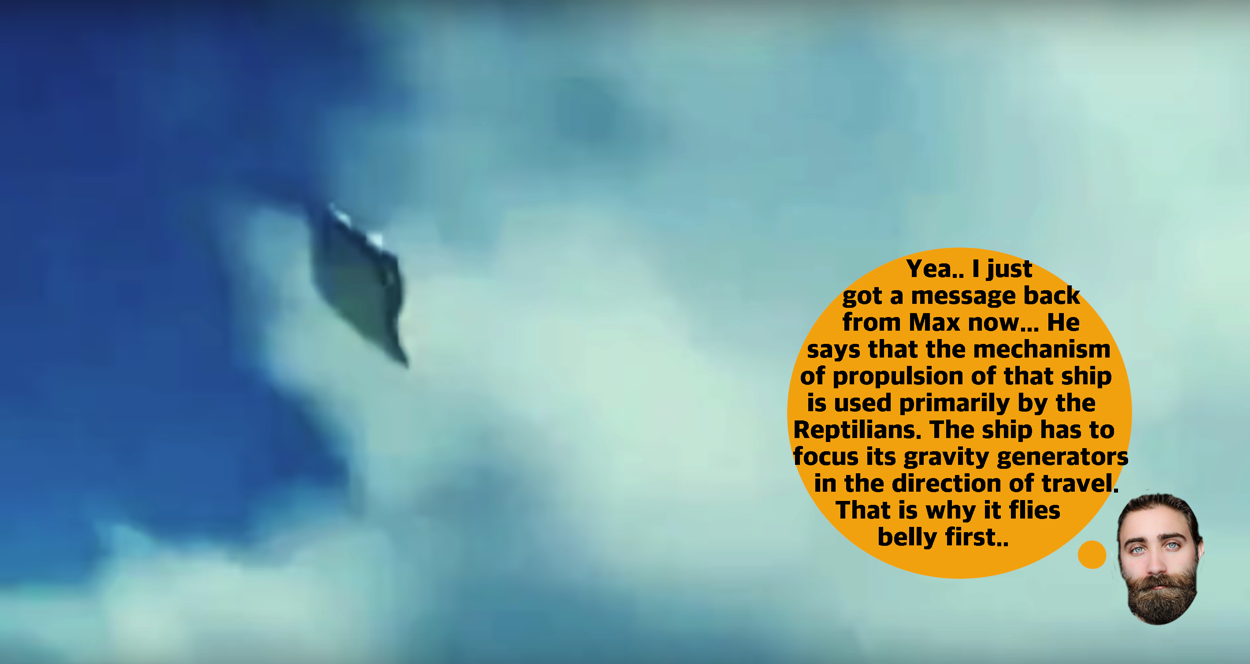 Yea.. I just
got a message back
from Max now... He
says that the mechanism
of propulsion of that ship
is used primarily by the
Reptilians. The ship has to
focus its gravity generators
in the direction of travel.
That is why it flies
belly first..